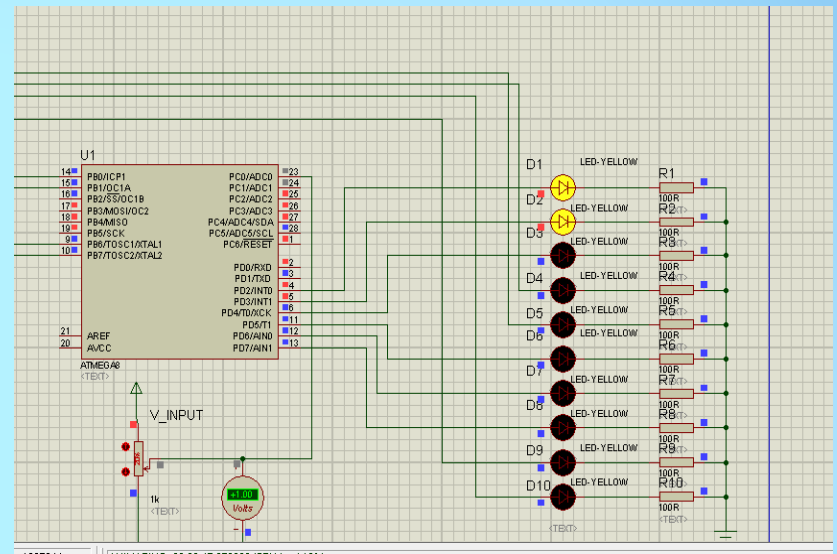 U1
14 PB0/ICP1 PC0/ADC0 23
15 PB1/OC1A PC1/ADC1 24
16 PB2/SS/OC1B PC2/ADC2 25
17 PB3/MOSI/OC2 PC3/ADC3 26
18 PB4/MISO PC4/ADC4/SDA 27
19 PB5/SCK PC5/ADC5/SCL 28
9 PB6/TOSC1/XTAL1 PC6/RESET 1
10 PB7/TOSC2/XTAL2
PD0/RXD 2
PD1/TXD 3
PD2/INT0 4
PD3/INT1 5
PD4/T0/XCK 6
PD5/T1 11
21 AREF PD6/AIN0 12
20 AVCC PD7/AIN1 13
ATMEGA8
<TEXT>
V_INPUT
1k
<TEXT>
+1.00
Volts
D1 LED-YELLOW R1
100R
D2 LED-YELLOW R2
100R
D3 LED-YELLOW R3
100R
D4 LED-YELLOW R4
100R
D5 LED-YELLOW R5
100R
D6 LED-YELLOW R6
100R
D7 LED-YELLOW R7
100R
D8 LED-YELLOW R8
100R
D9 LED-YELLOW R9
100R
D10 LED-YELLOW R10
100R
<TEXT>
<TEXT>